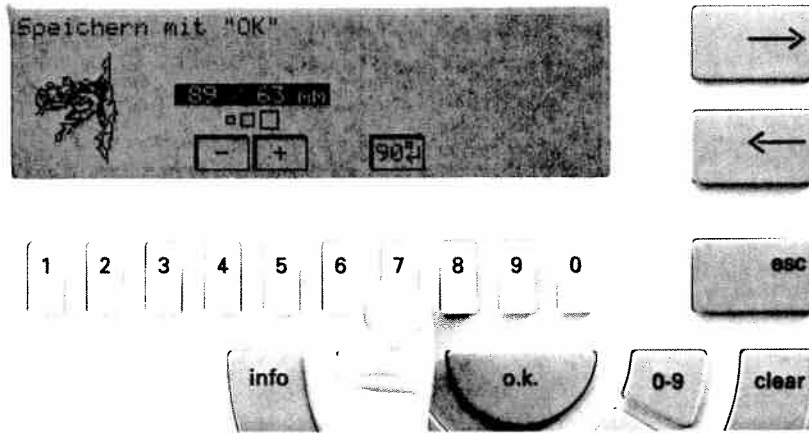 Speichern mit "OK"
89 63 mm
- +
90°
→
←
1 2 3 4 5 6 7 8 9 0
esc
info
o.k.
0-9
clear